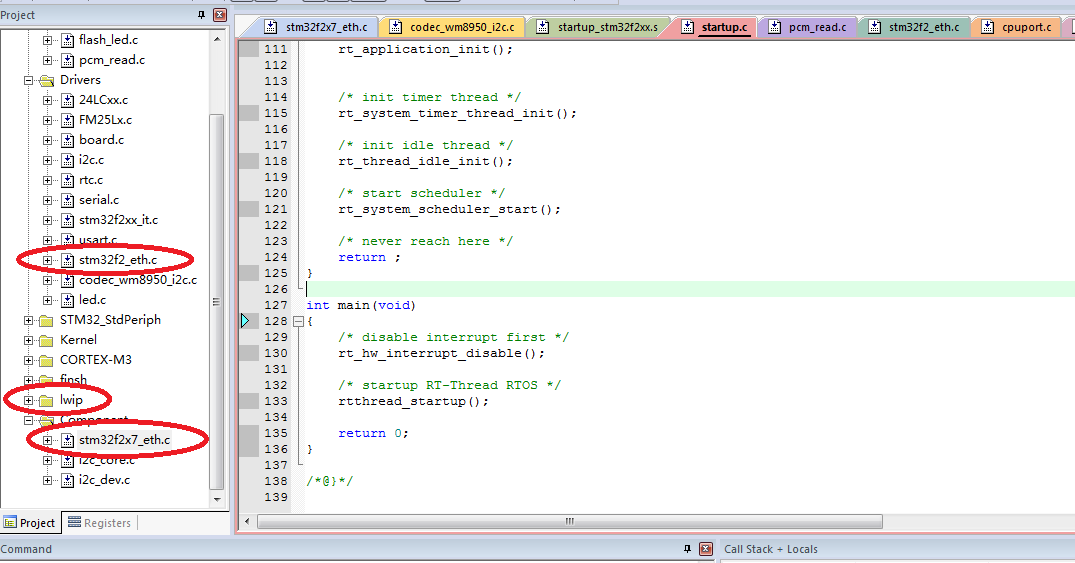 Project
flash_led.c
pcm_read.c
Drivers
24LCxx.c
FM25Lx.c
board.c
i2c.c
rtc.c
serial.c
stm32f2xx_it.c
usart.c
stm32f2_eth.c
codec_wm8950_i2c.c
led.c
STM32_StdPeriph
Kernel
CORTEX-M3
finsh
lwip
Component
stm32f2x7_eth.c
i2c_core.c
i2c_dev.c
Project Registers
stm32f2x7_eth.c codec_wm8950_i2c.c startup_stm32f2xx.s startup.c pcm_read.c stm32f2_eth.c cpuport.c
111 rt_application_init();
112
113
114 /* init timer thread */
115 rt_system_timer_thread_init();
116
117 /* init idle thread */
118 rt_thread_idle_init();
119
120 /* start scheduler */
121 rt_system_scheduler_start();
122
123 /* never reach here */
124 return ;
125 }
126
127 int main(void)
128 {
129 /* disable interrupt first */
130 rt_hw_interrupt_disable();
131
132 /* startup RT-Thread RTOS */
133 rtthread_startup();
134
135 return 0;
136 }
137
138 /*@}*/
139
Command
Call Stack + Locals